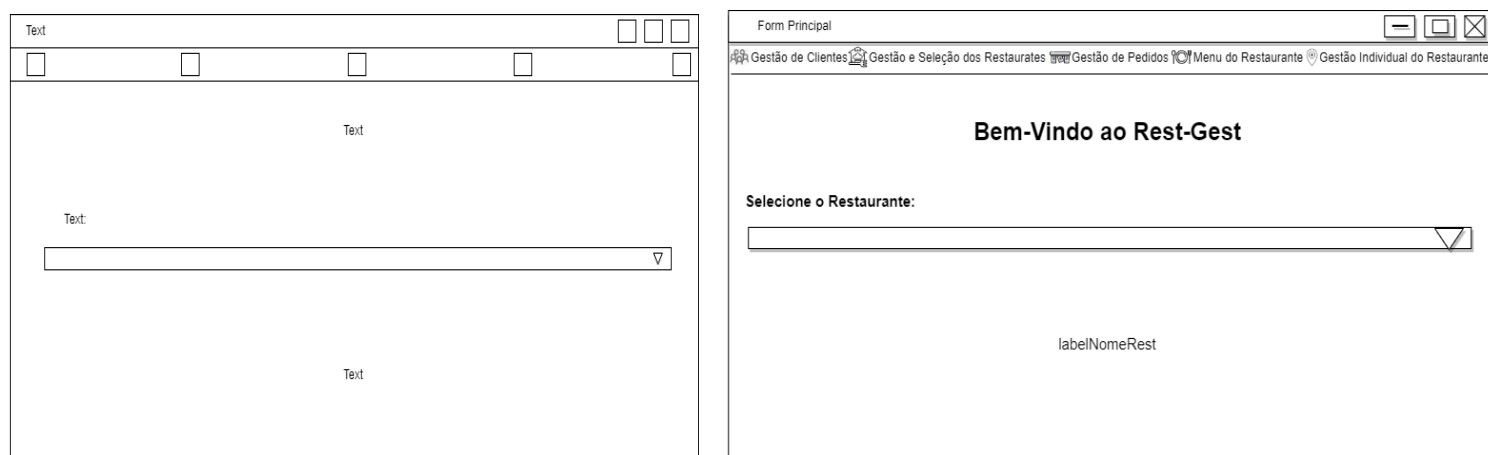 Text
Text
Text:
Text
Form Principal
Gestão de Clientes Gestão e Seleção dos Restaurates Gestão de Pedidos Menu do Restaurante Gestão Individual do Restaurante
Bem-Vindo ao Rest-Gest
Selecione o Restaurante:
labelNomeRest